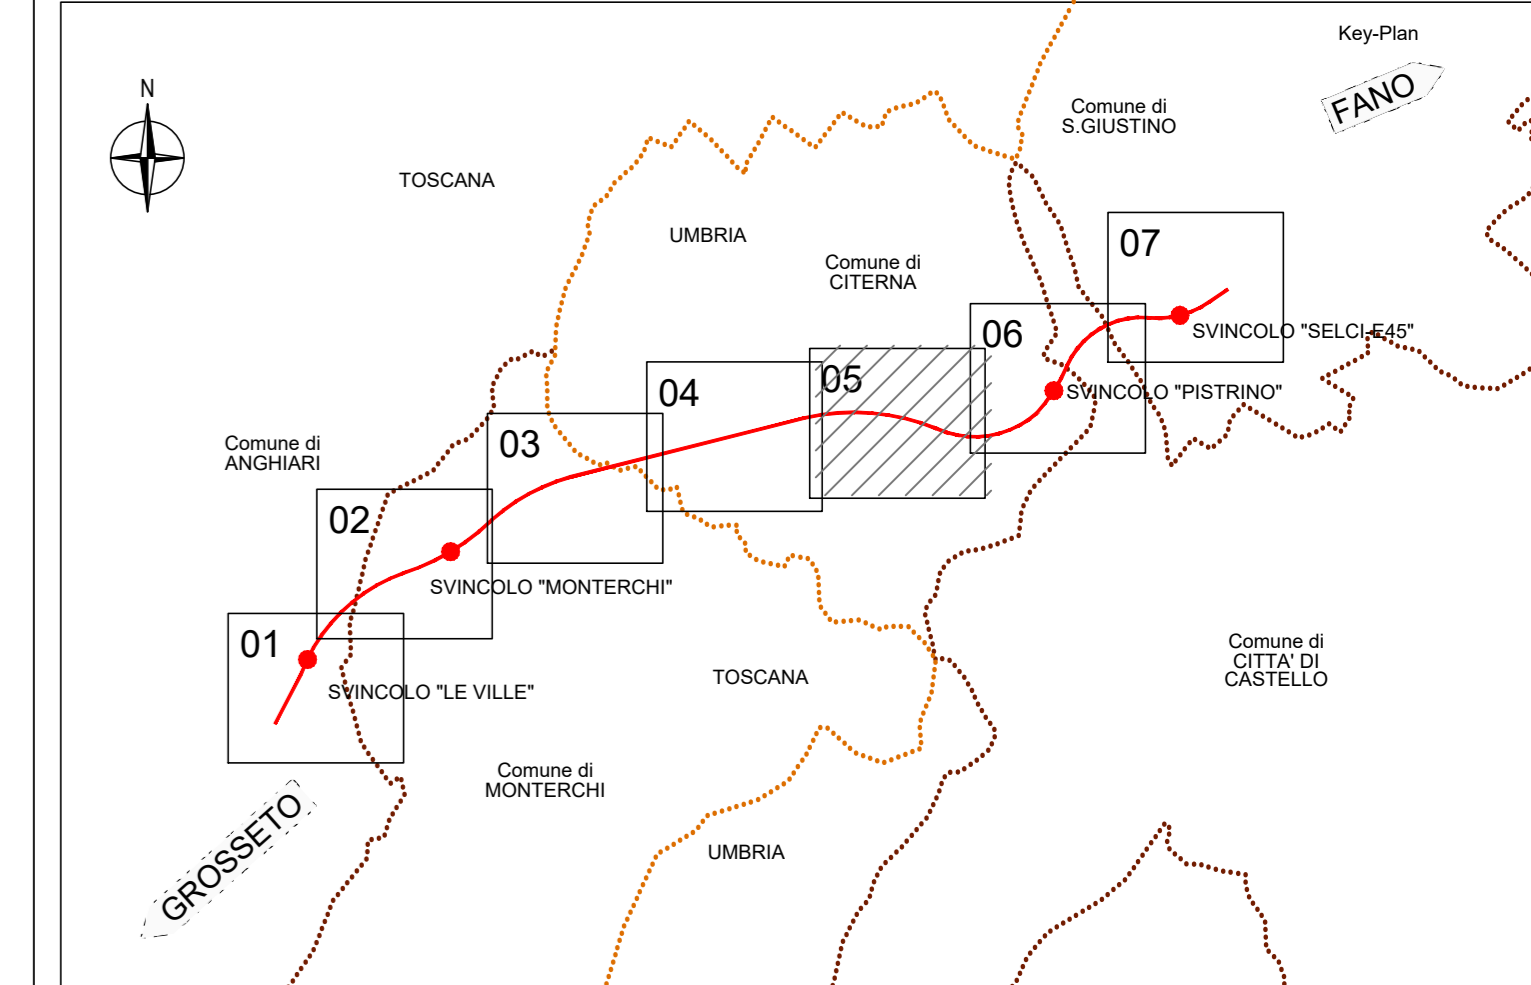 Key-Plan
N
FANO
Comune di
S.GIUSTINO
TOSCANA
UMBRIA
Comune di
CITERNA
07
SVINCOLO "SELCI-E45"
06
SVINCOLO "PISTRINO"
05
04
03
Comune di
ANGHIARI
02
SVINCOLO "MONTERCHI"
01
SVINCOLO "LE VILLE"
TOSCANA
Comune di
CITTA' DI
CASTELLO
Comune di
MONTERCHI
GROSSETO
UMBRIA